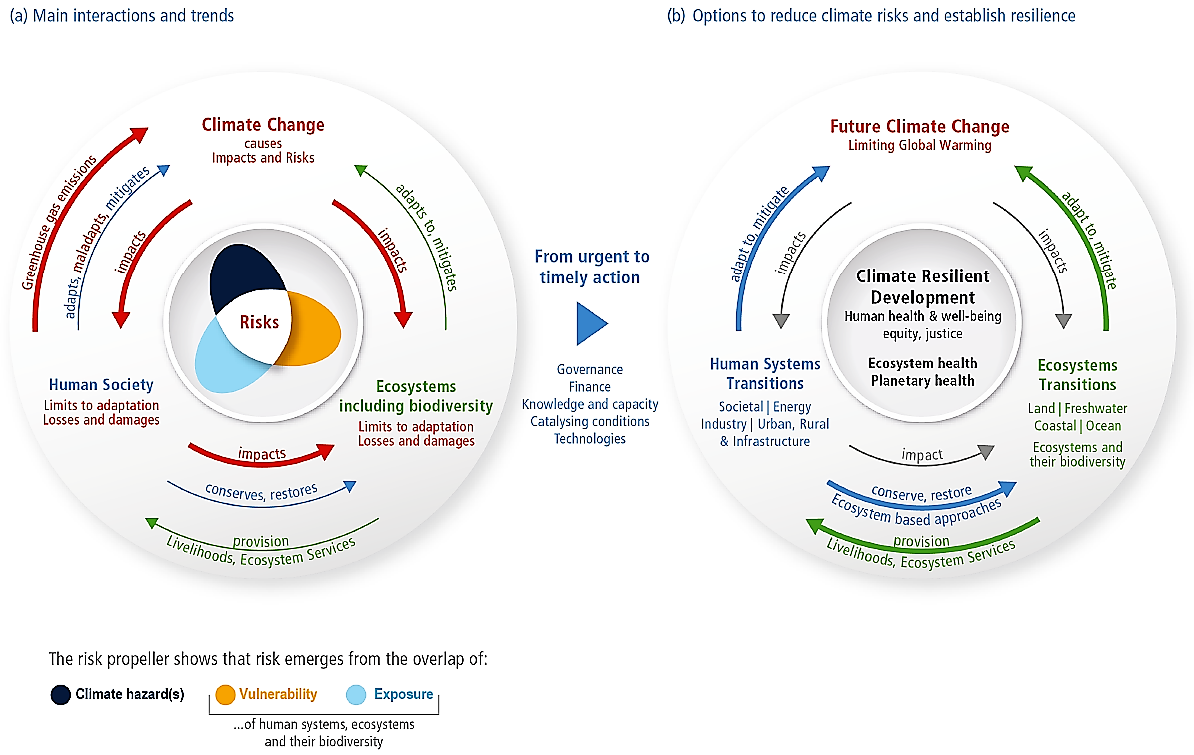 (a) Main interactions and trends
Climate Change
causes
Impacts and Risks
Greenhouse gas emissions
adapts, maladapts, mitigates
impacts
impacts
adapts to, mitigates
Risks
Human Society
Limits to adaptation
Losses and damages
Ecosystems
including biodiversity
Limits to adaptation
Losses and damages
impacts
conserves, restores
provision
Livelihoods, Ecosystem Services
From urgent to
timely action
Governance
Finance
Knowledge and capacity
Catalysing conditions
Technologies
(b) Options to reduce climate risks and establish resilience
Future Climate Change
Limiting Global Warming
adapt to, mitigate
impacts
impacts
adapt to, mitigate
Climate Resilient
Development
Human health & well-being
equity, justice
Ecosystem health
Planetary health
Human Systems
Transitions
Societal | Energy
Industry | Urban, Rural
& Infrastructure
Ecosystems
Transitions
Land | Freshwater
Coastal | Ocean
Ecosystems and
their biodiversity
impact
conserve, restore
Ecosystem based approaches
provision
Livelihoods, Ecosystem Services
The risk propeller shows that risk emerges from the overlap of:
Climate hazard(s)
Vulnerability
Exposure
...of human systems, ecosystems
and their biodiversity